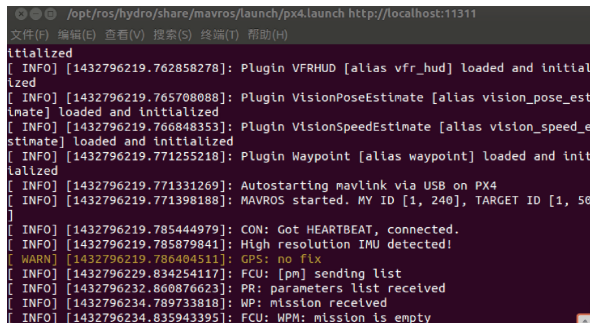 /opt/ros/hydro/share/mavros/launch/px4.launch http://localhost:11311
文件(F) 编辑(E) 查看(V) 搜索(S) 终端(T) 帮助(H)
itialized
[ INFO] [1432796219.762858278]: Plugin VFRHUD [alias vfr_hud] loaded and initial
ized
[ INFO] [1432796219.765708088]: Plugin VisionPoseEstimate [alias vision_pose_est
imate] loaded and initialized
[ INFO] [1432796219.766848353]: Plugin VisionSpeedEstimate [alias vision_speed_e
stimate] loaded and initialized
[ INFO] [1432796219.771255218]: Plugin Waypoint [alias waypoint] loaded and init
ialized
[ INFO] [1432796219.771331269]: Autostarting mavlink via USB on PX4
[ INFO] [1432796219.771398188]: MAVROS started. MY ID [1, 240], TARGET ID [1, 50
]
[ INFO] [1432796219.785444979]: CON: Got HEARTBEAT, connected.
[ INFO] [1432796219.785879841]: High resolution IMU detected!
[ WARN] [1432796219.786404511]: GPS: no fix
[ INFO] [1432796229.834254117]: FCU: [pm] sending list
[ INFO] [1432796232.860876623]: PR: parameters list received
[ INFO] [1432796234.789733818]: WP: mission received
[ INFO] [1432796234.835943395]: FCU: WPM: mission is empty